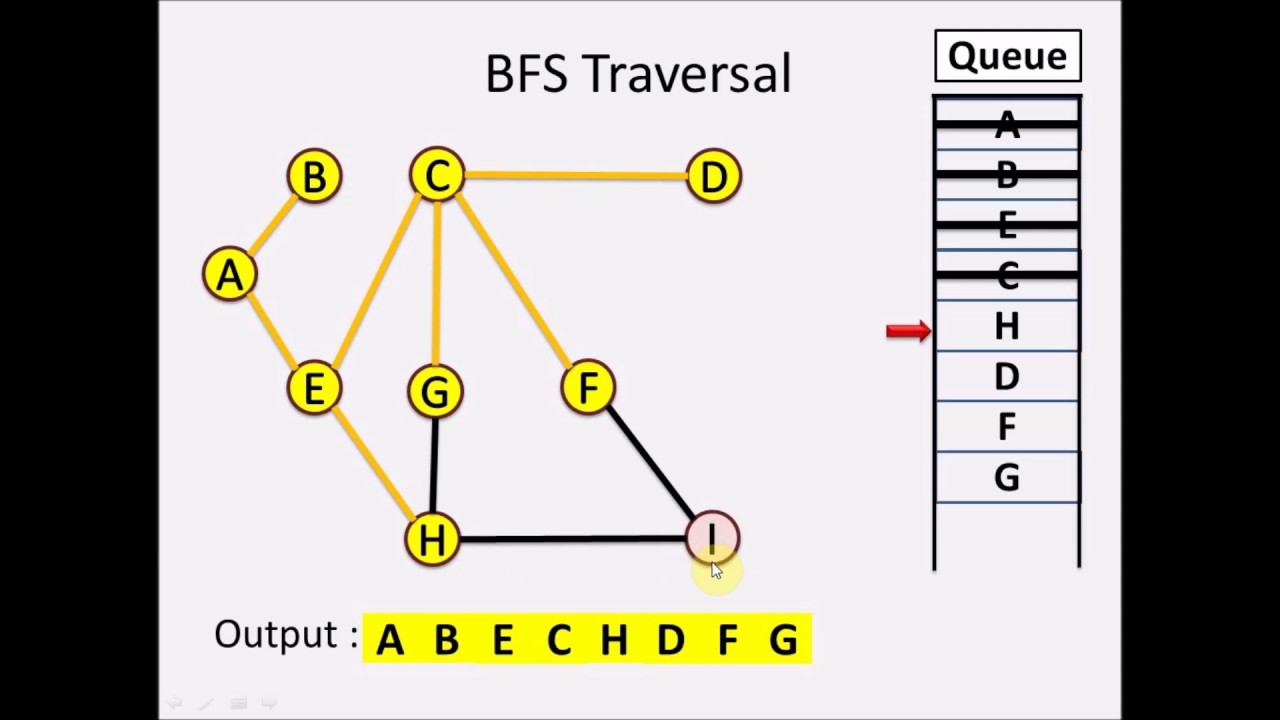 BFS Traversal
Queue
A
B
E
C
H
D
F
G
B
C
D
A
E
G
F
H
I
Output : A B E C H D F G